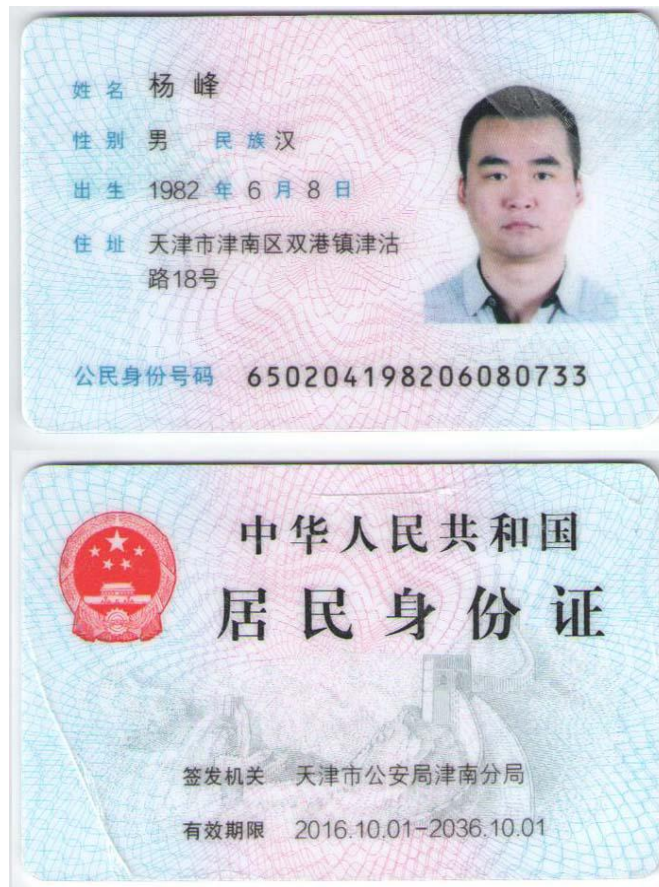 姓名 杨峰
性别 男 民族 汉
出生 1982 年 6 月 8 日
住址 天津市津南区双港镇津沽
路18号
公民身份号码 650204198206080733
中华人民共和国
居民身份证
签发机关 天津市公安局津南分局
有效期限 2016.10.01-2036.10.01